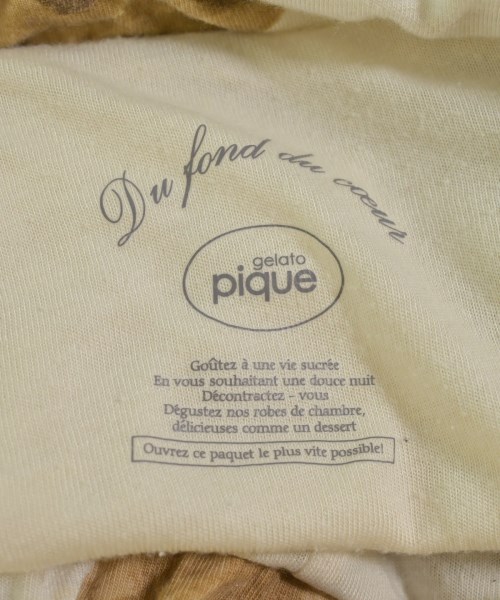 Du fond du cœur
gelato
pique
Goûtez à une vie sucrée
En vous souhaitant une douce nuit
Décontractez - vous
Dégustez nos robes de chambre,
délicieuses comme un dessert
Ouvrez ce paquet le plus vite possible!